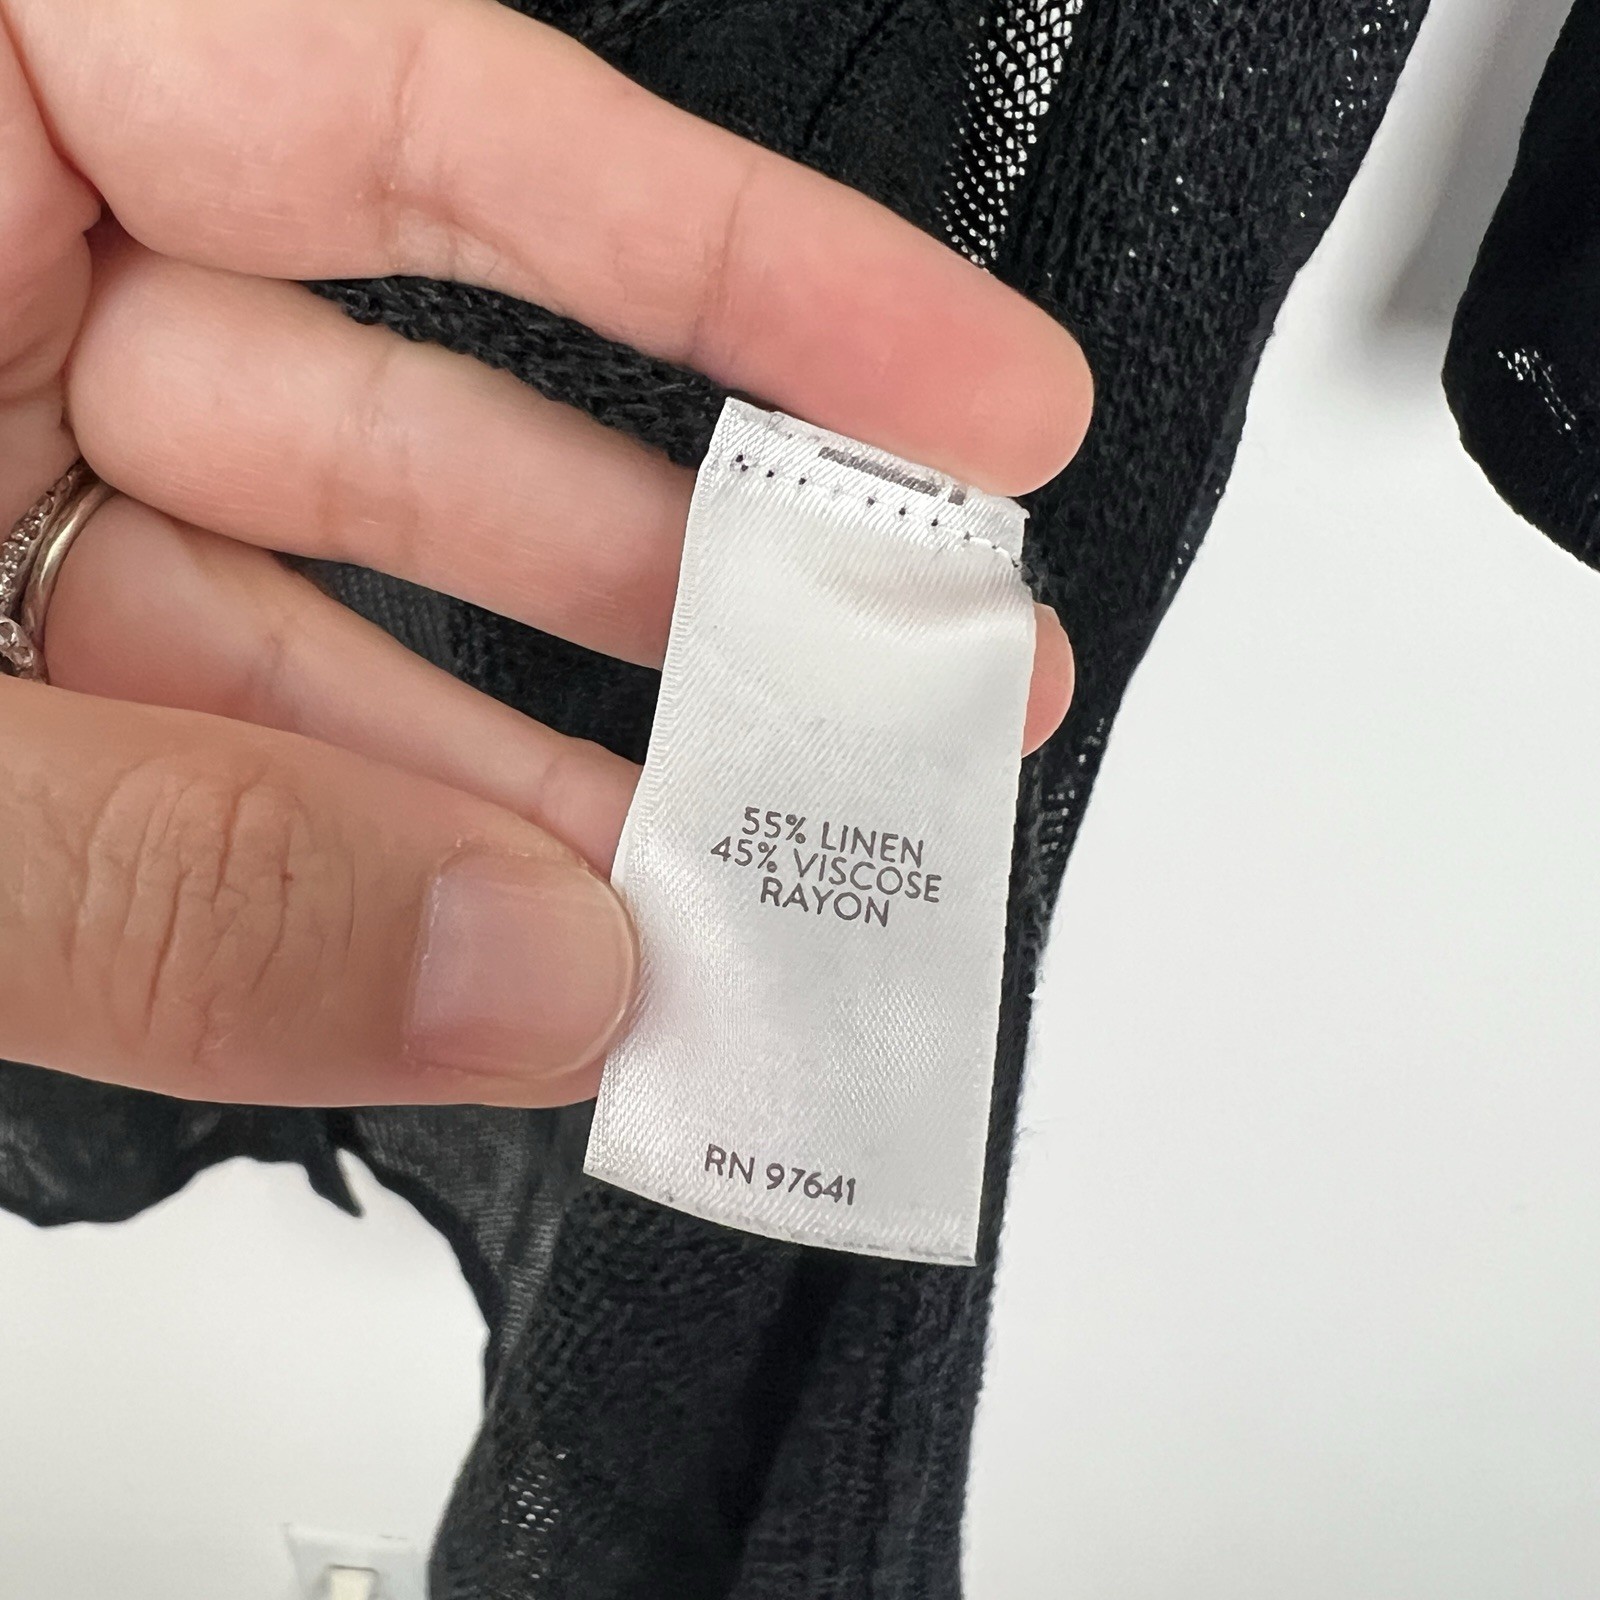 55% LINEN
45% VISCOSE
RAYON
RN 97641